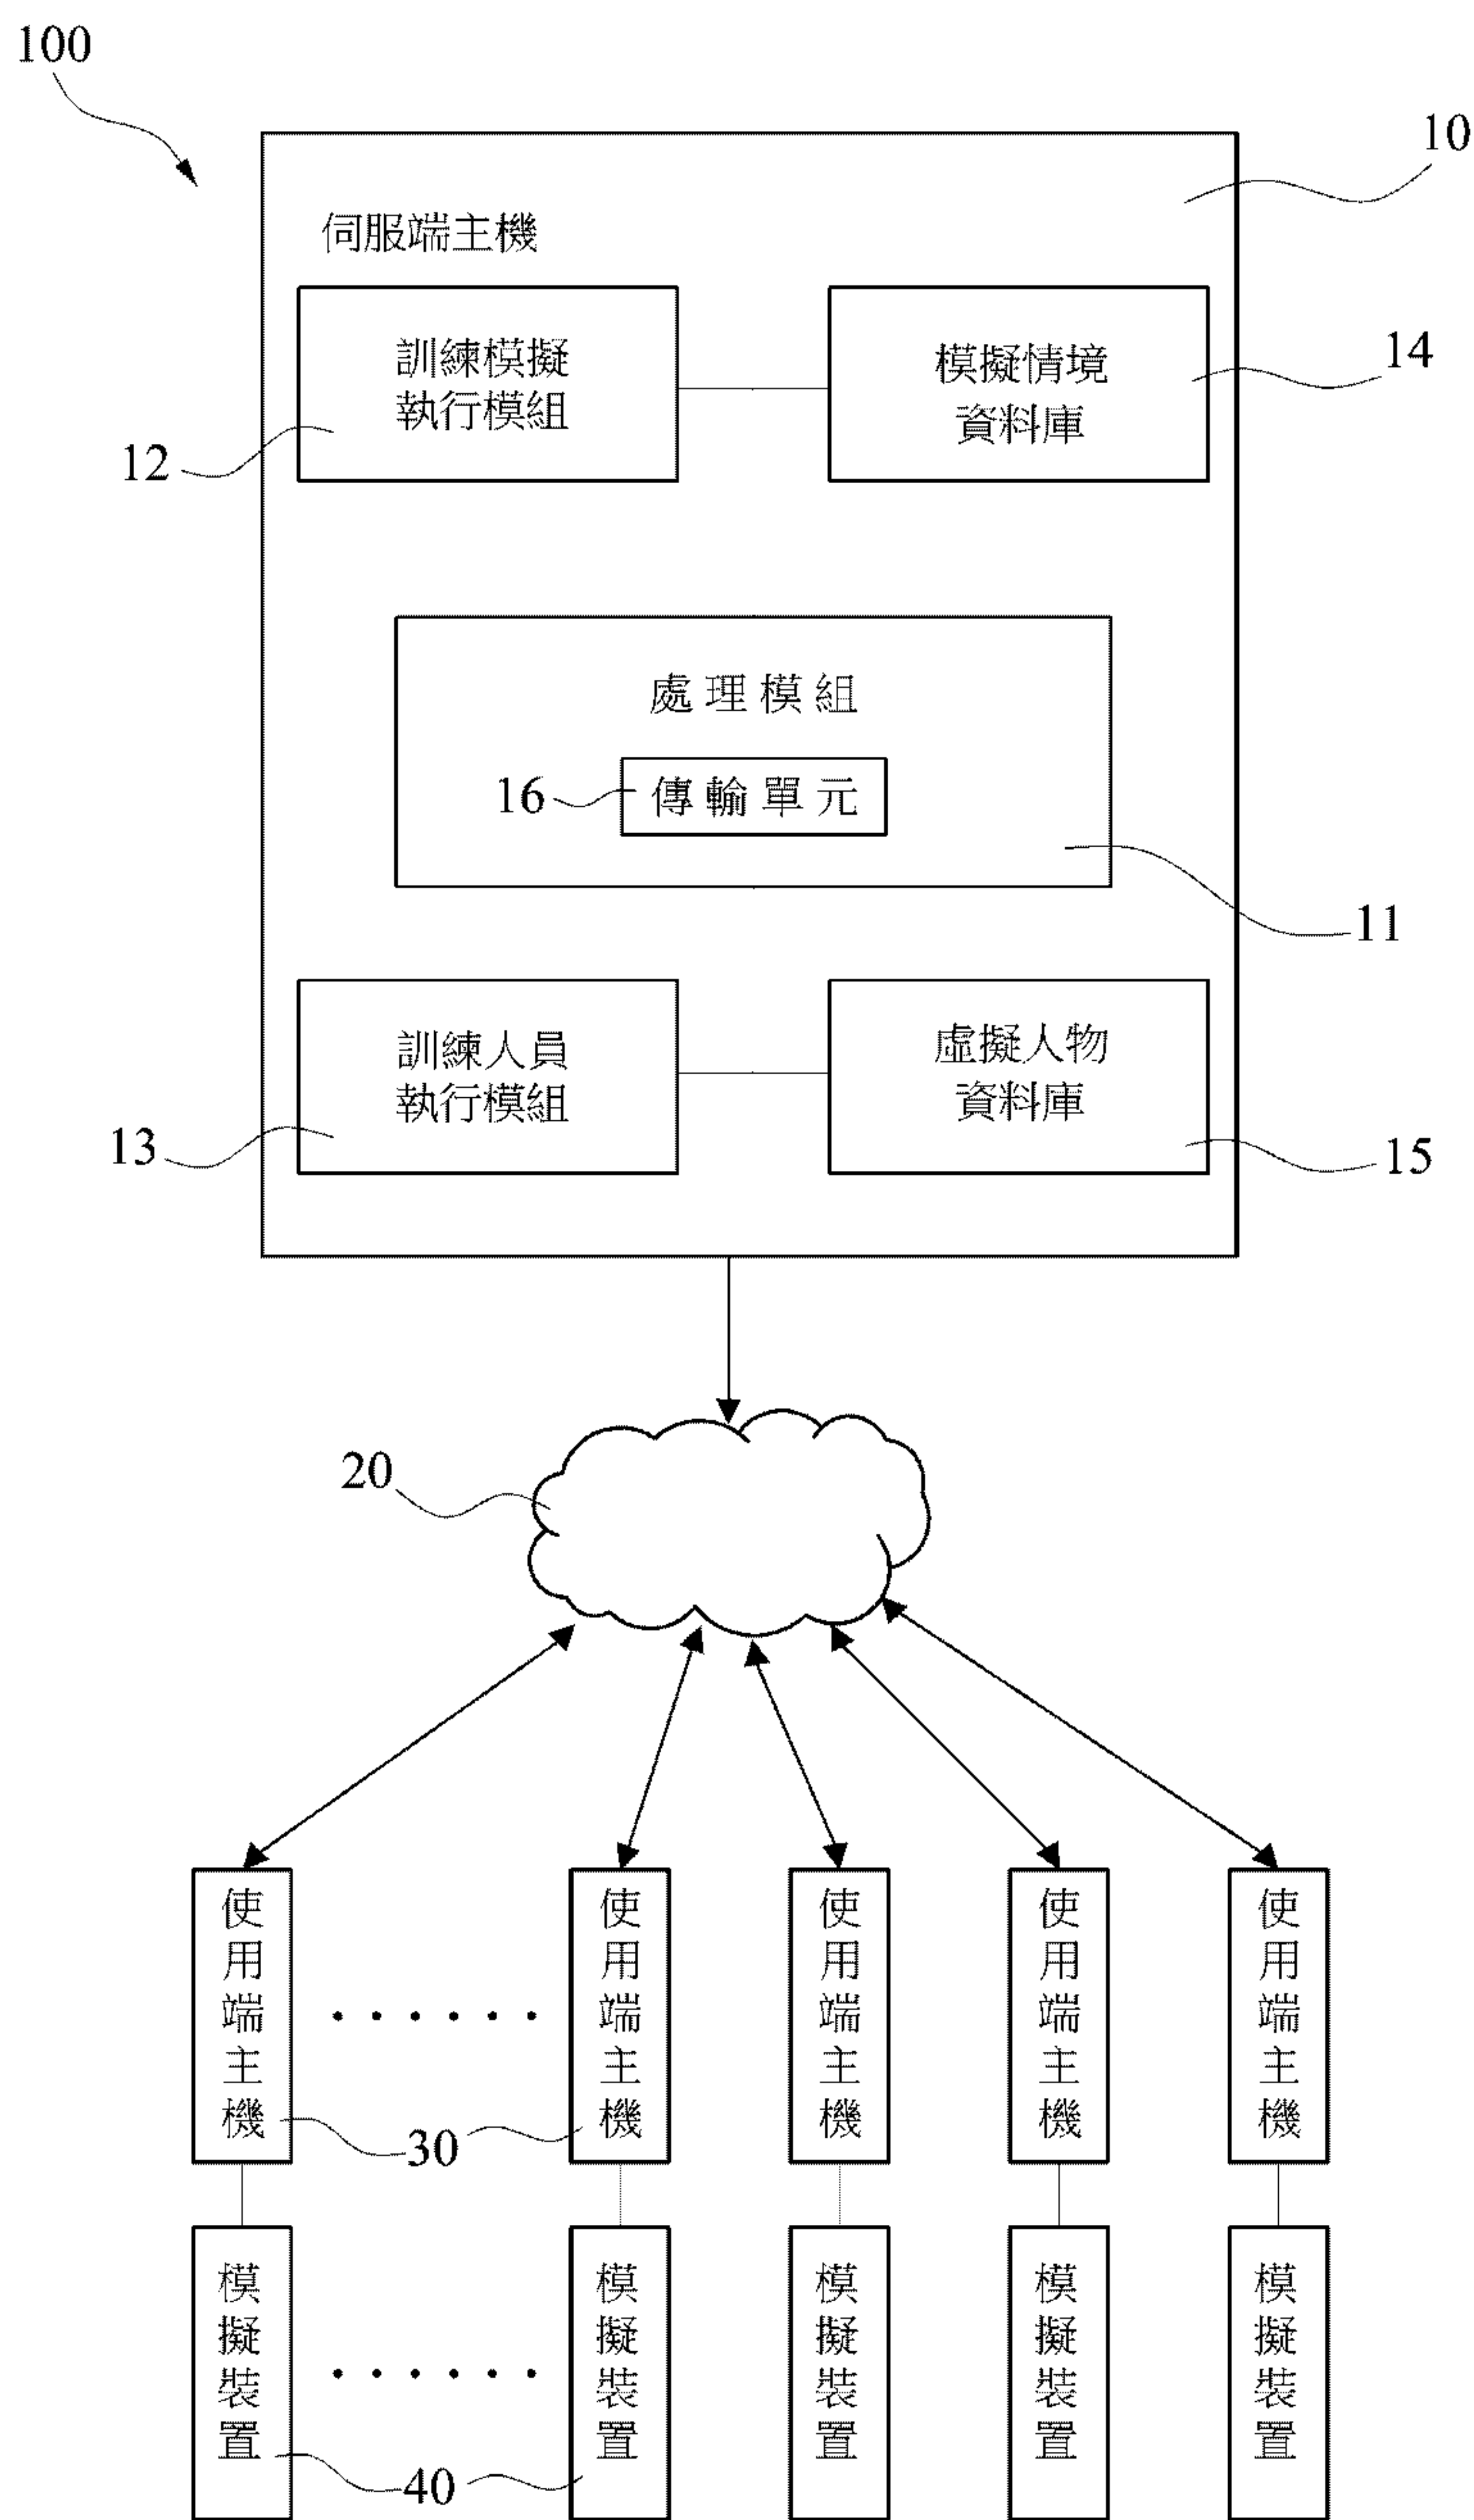 100
10
伺服端主機
訓練模擬
執行模組
模擬情境
資料庫
14
12
處理模組
16
傳輸單元
11
訓練人員
執行模組
虛擬人物
資料庫
13
15
20
使用端主機
使用端主機
使用端主機
使用端主機
使用端主機
30
模擬裝置
模擬裝置
模擬裝置
模擬裝置
模擬裝置
40